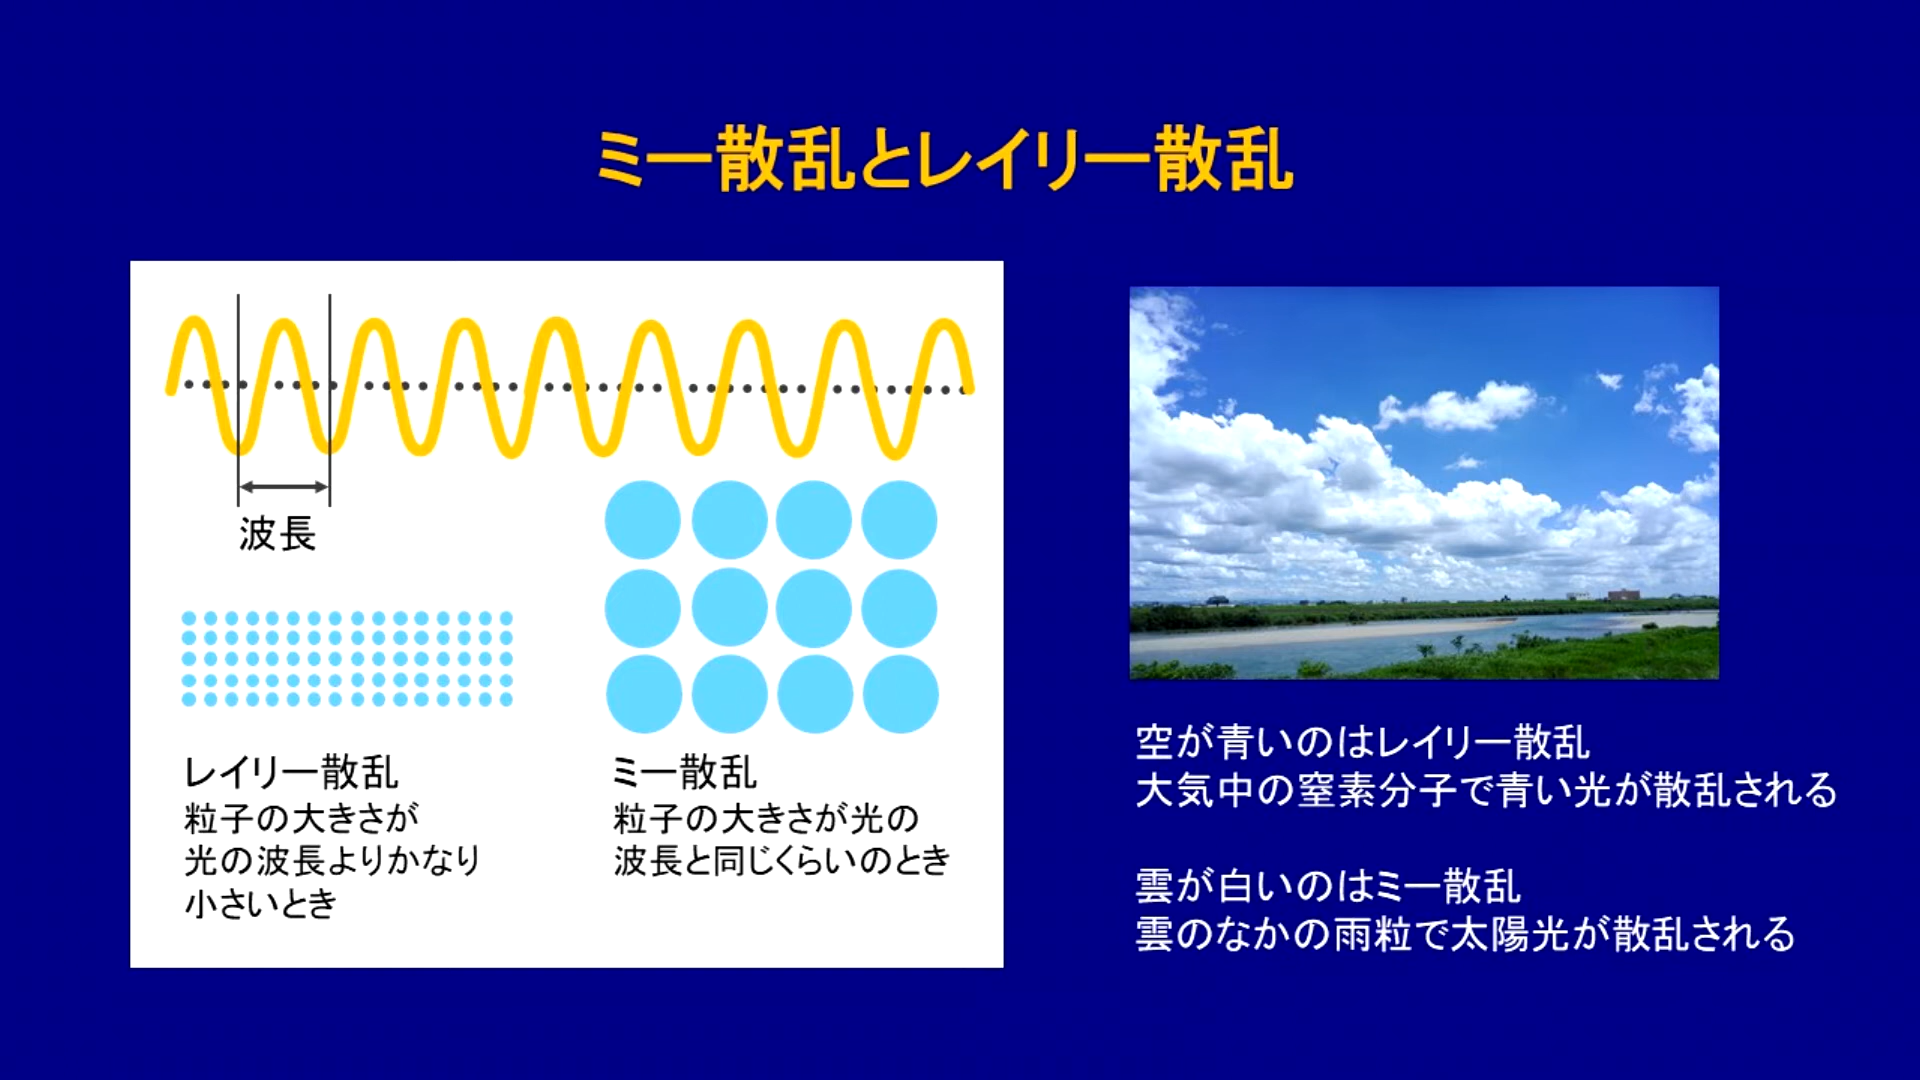 ミー散乱とレイリー散乱
波長
レイリー散乱
粒子の大きさが
光の波長よりかなり
小さいとき
ミー散乱
粒子の大きさが光の
波長と同じくらいのとき
空が青いのはレイリー散乱
大気中の窒素分子で青い光が散乱される
雲が白いのはミー散乱
雲のなかの雨粒で太陽光が散乱される